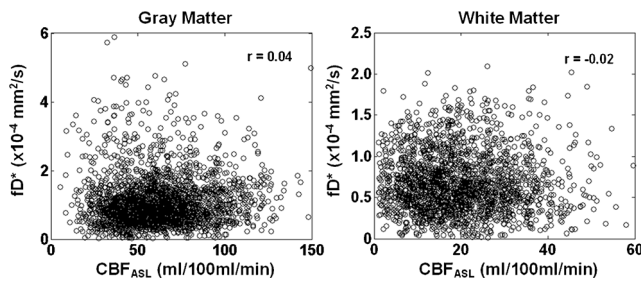 Gray Matter
r = 0.04
fD* (x10⁻⁴ mm²/s)
6
4
2
0
0
50
100
150
CBF_ASL (ml/100ml/min)
White Matter
r = -0.02
fD* (x10⁻⁴ mm²/s)
2.5
2.0
1.5
1.0
0.5
0
0
20
40
60
CBF_ASL (ml/100ml/min)